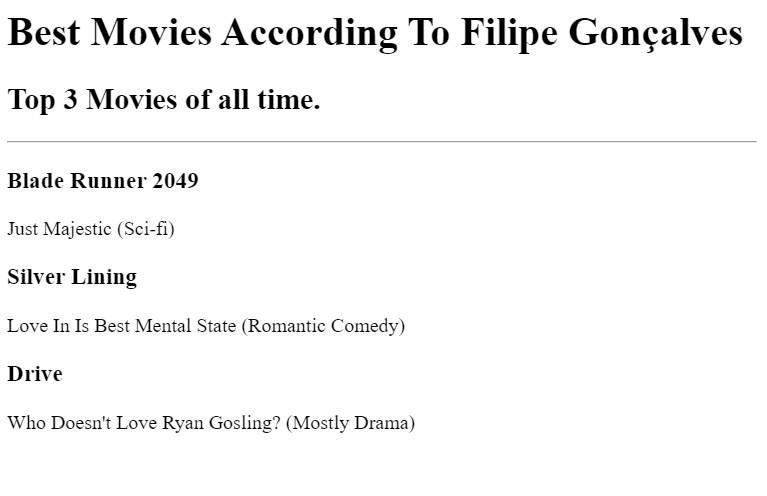 Best Movies According To Filipe Gonçalves
Top 3 Movies of all time.
Blade Runner 2049
Just Majestic (Sci-fi)
Silver Lining
Love In Is Best Mental State (Romantic Comedy)
Drive
Who Doesn't Love Ryan Gosling? (Mostly Drama)